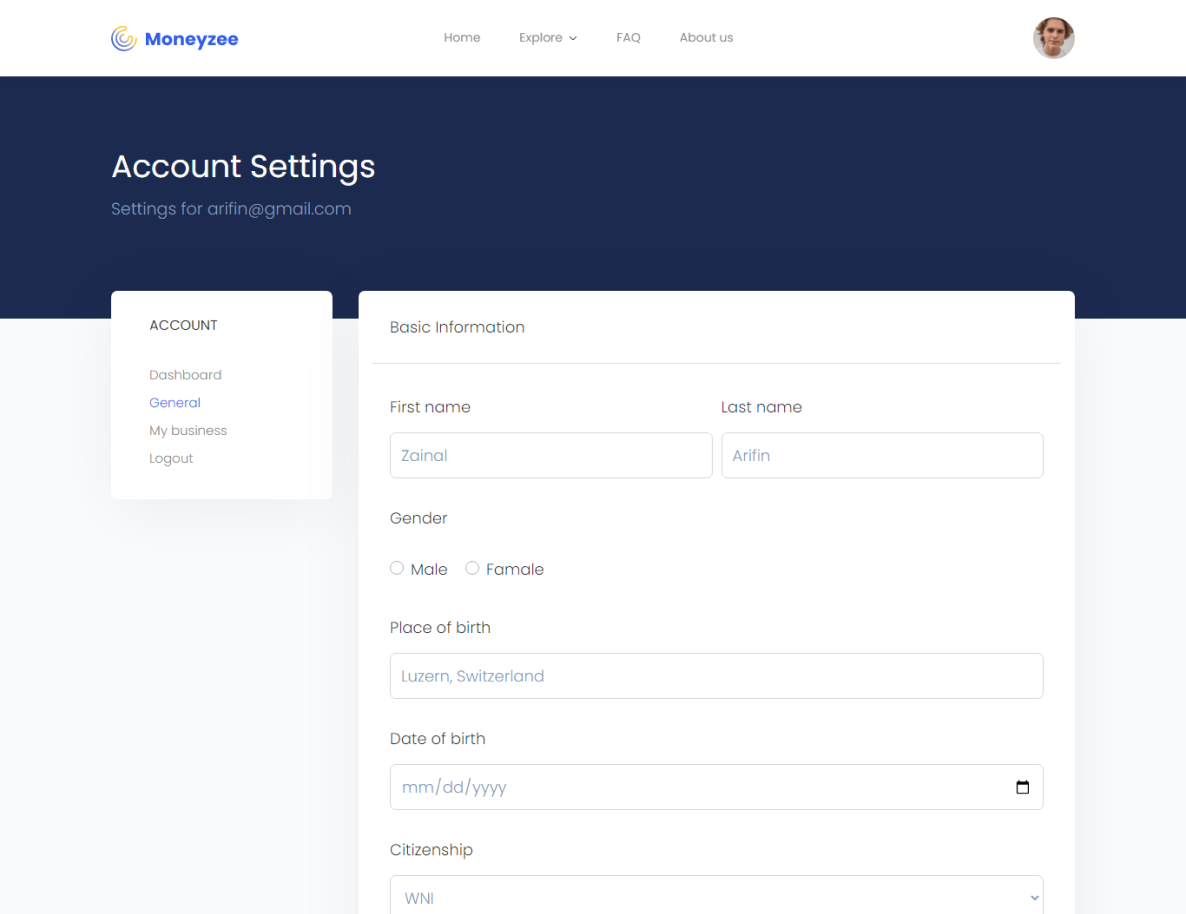 Moneyzee
Home Explore FAQ About us
Account Settings
Settings for arifin@gmail.com
ACCOUNT
Dashboard
General
My business
Logout
Basic Information
First name Last name
Zainal Arifin
Gender
Male Famale
Place of birth
Luzern, Switzerland
Date of birth
mm/dd/yyyy
Citizenship
WNI